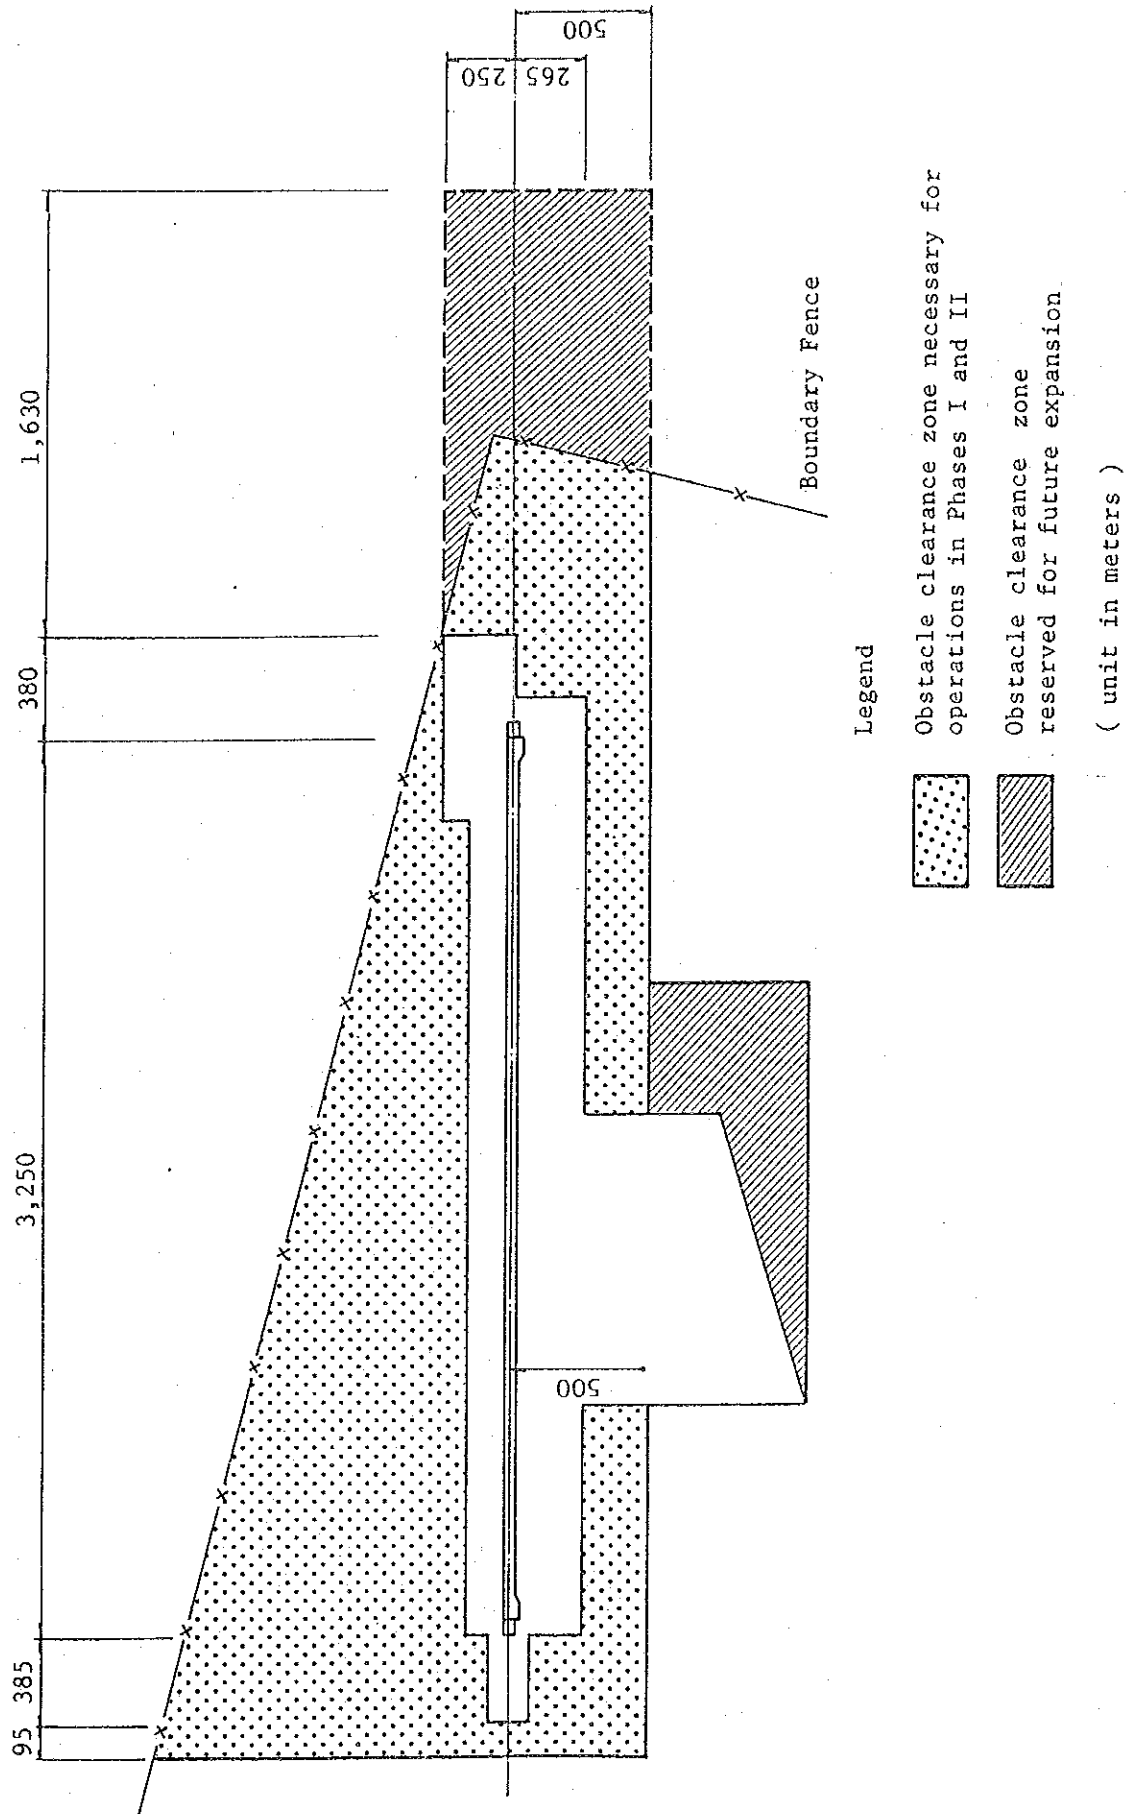 95
385
3,250
380
1,630
250
265
500
500
Boundary Fence
Legend
Obstacle clearance zone necessary for
operations in Phases I and II
Obstacle clearance zone
reserved for future expansion
( unit in meters )